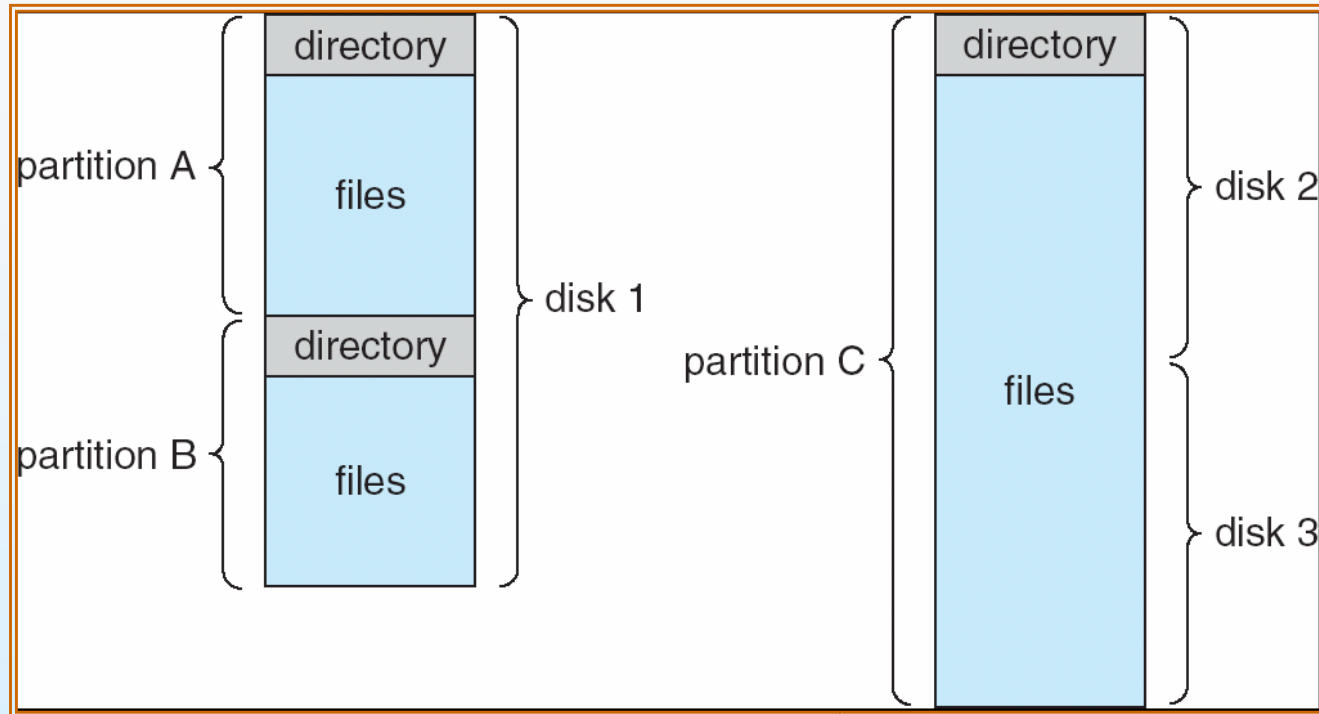 directory
partition A
files
disk 1
directory
partition B
files
directory
disk 2
partition C
files
disk 3